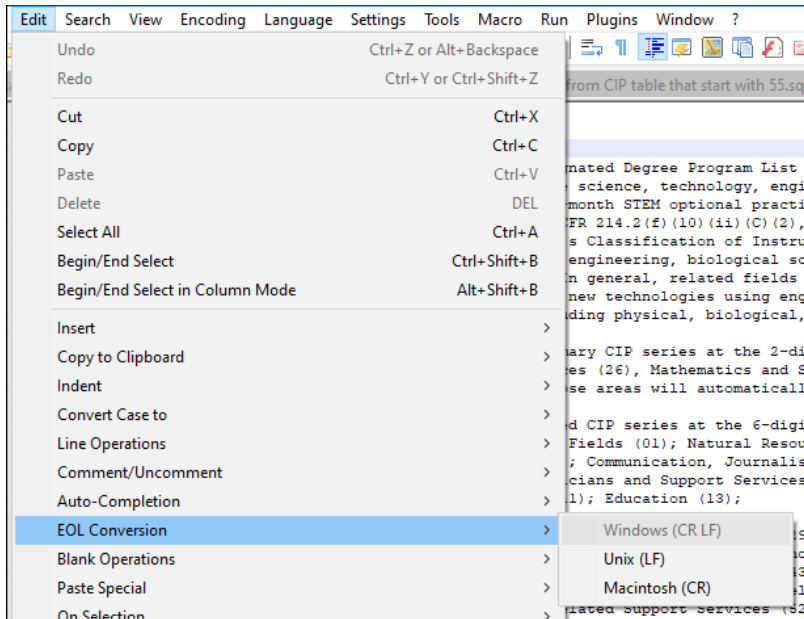 Edit Search View Encoding Language Settings Tools Macro Run Plugins Window ?
Undo Ctrl+Z or Alt+Backspace
Redo Ctrl+Y or Ctrl+Shift+Z
from CIP table that start with 55.sq
Cut Ctrl+X
Copy Ctrl+C
Paste Ctrl+V
Delete DEL
Select All Ctrl+A
Begin/End Select Ctrl+Shift+B
Begin/End Select in Column Mode Alt+Shift+B
Insert
Copy to Clipboard
Indent
Convert Case to
Line Operations
Comment/Uncomment
Auto-Completion
EOL Conversion
Blank Operations
Paste Special
On Selection
Windows (CR LF)
Unix (LF)
Macintosh (CR)
Degree Program List
science, technology, engi
month STEM optional practi
FR 214.2(f)(10)(ii)(C)(2),
s Classification of Instru
engineering, biological sc
n general, related fields
new technologies using eng
ding physical, biological,
ary CIP series at the 2-di
es (26), Mathematics and S
se areas will automaticall
d CIP series at the 6-digi
Fields (01); Natural Resou
; Communication, Journalis
cians and Support Services
1); Education (13);
lated Support Services (52